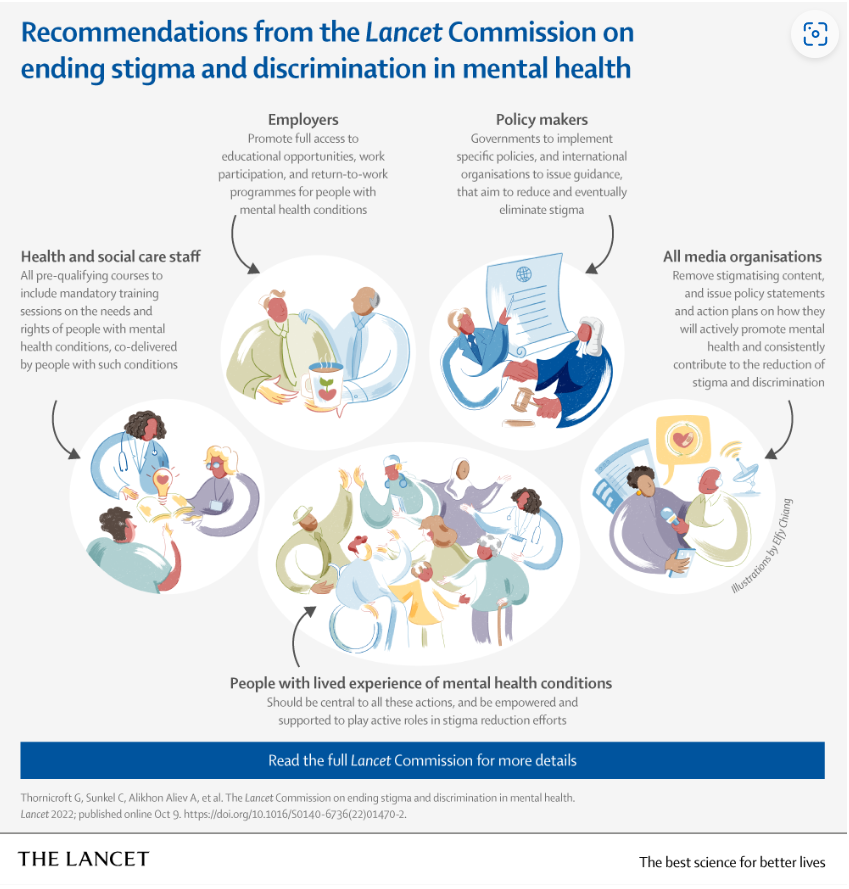 Recommendations from the Lancet Commission on
ending stigma and discrimination in mental health
Employers
Promote full access to
educational opportunities, work
participation, and return-to-work
programmes for people with
mental health conditions
Policy makers
Governments to implement
specific policies, and international
organisations to issue guidance,
that aim to reduce and eventually
eliminate stigma
Health and social care staff
All pre-qualifying courses to
include mandatory training
sessions on the needs and
rights of people with mental
health conditions, co-delivered
by people with such conditions
All media organisations
Remove stigmatising content,
and issue policy statements
and action plans on how they
will actively promote mental
health and consistently
contribute to the reduction of
stigma and discrimination
Illustrations by Elfy Chiang
People with lived experience of mental health conditions
Should be central to all these actions, and be empowered and
supported to play active roles in stigma reduction efforts
Read the full Lancet Commission for more details
Thornicroft G, Sunkel C, Alikhon Aliev A, et al. The Lancet Commission on ending stigma and discrimination in mental health.
Lancet 2022; published online Oct 9. https://doi.org/10.1016/S0140-6736(22)01470-2.
THE LANCET
The best science for better lives